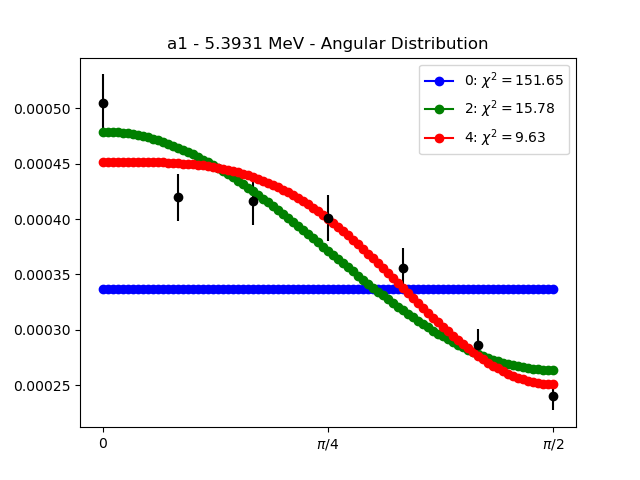 a1 - 5.3931 MeV - Angular Distribution
0: χ² = 151.65
2: χ² = 15.78
4: χ² = 9.63
0.00050
0.00045
0.00040
0.00035
0.00030
0.00025
0
π/4
π/2